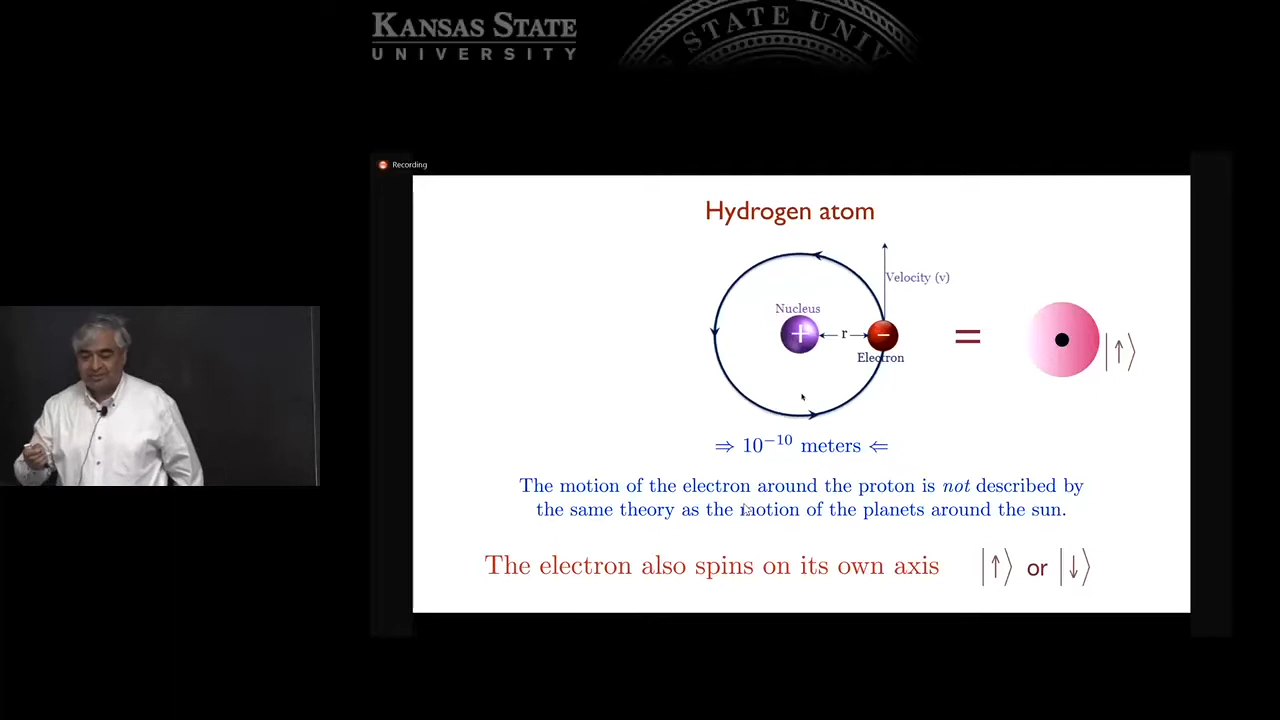 KANSAS STATE
UNIVERSITY
STATE UNIV
Recording
Hydrogen atom
Velocity (v)
Nucleus
+
r
−
Electron
=
|↑⟩
⇒ 10⁻¹⁰ meters ⇐
The motion of the electron around the proton is not described by
the same theory as the motion of the planets around the sun.
The electron also spins on its own axis |↑⟩ or |↓⟩